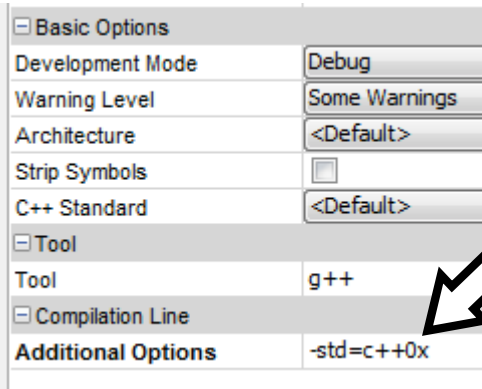 Basic Options
Development Mode Debug
Warning Level Some Warnings
Architecture <Default>
Strip Symbols
C++ Standard <Default>
Tool
Tool g++
Compilation Line
Additional Options -std=c++0x